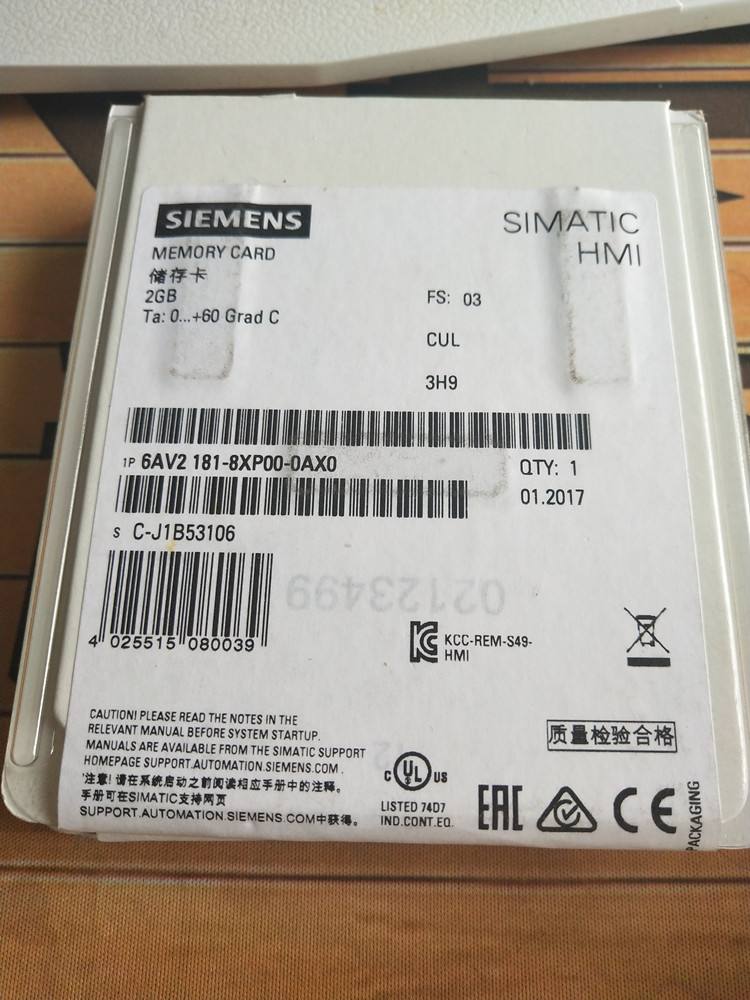 SIEMENS
SIMATIC
HMI
MEMORY CARD
储存卡
2GB
Ta: 0...+60 Grad C
FS: 03
CUL
3H9
1P 6AV2 181-8XP00-0AX0
QTY: 1
01.2017
S C-J1B53106
02123499
4 025515 080039
KCC-REM-S49-
HMI
CAUTION! PLEASE READ THE NOTES IN THE
RELEVANT MANUAL BEFORE SYSTEM STARTUP.
MANUALS ARE AVAILABLE FROM THE SIMATIC SUPPORT
HOMEPAGE SUPPORT.AUTOMATION.SIEMENS.COM .
'注意! 请在系统启动之前阅读相应手册中的注释。
手册可在SIMATIC支持网页
SUPPORT.AUTOMATION.SIEMENS.COM中获得。
质量检验合格
C UL US
LISTED 74D7
IND.CONT.EQ.
EAC
CE
PACKAGING